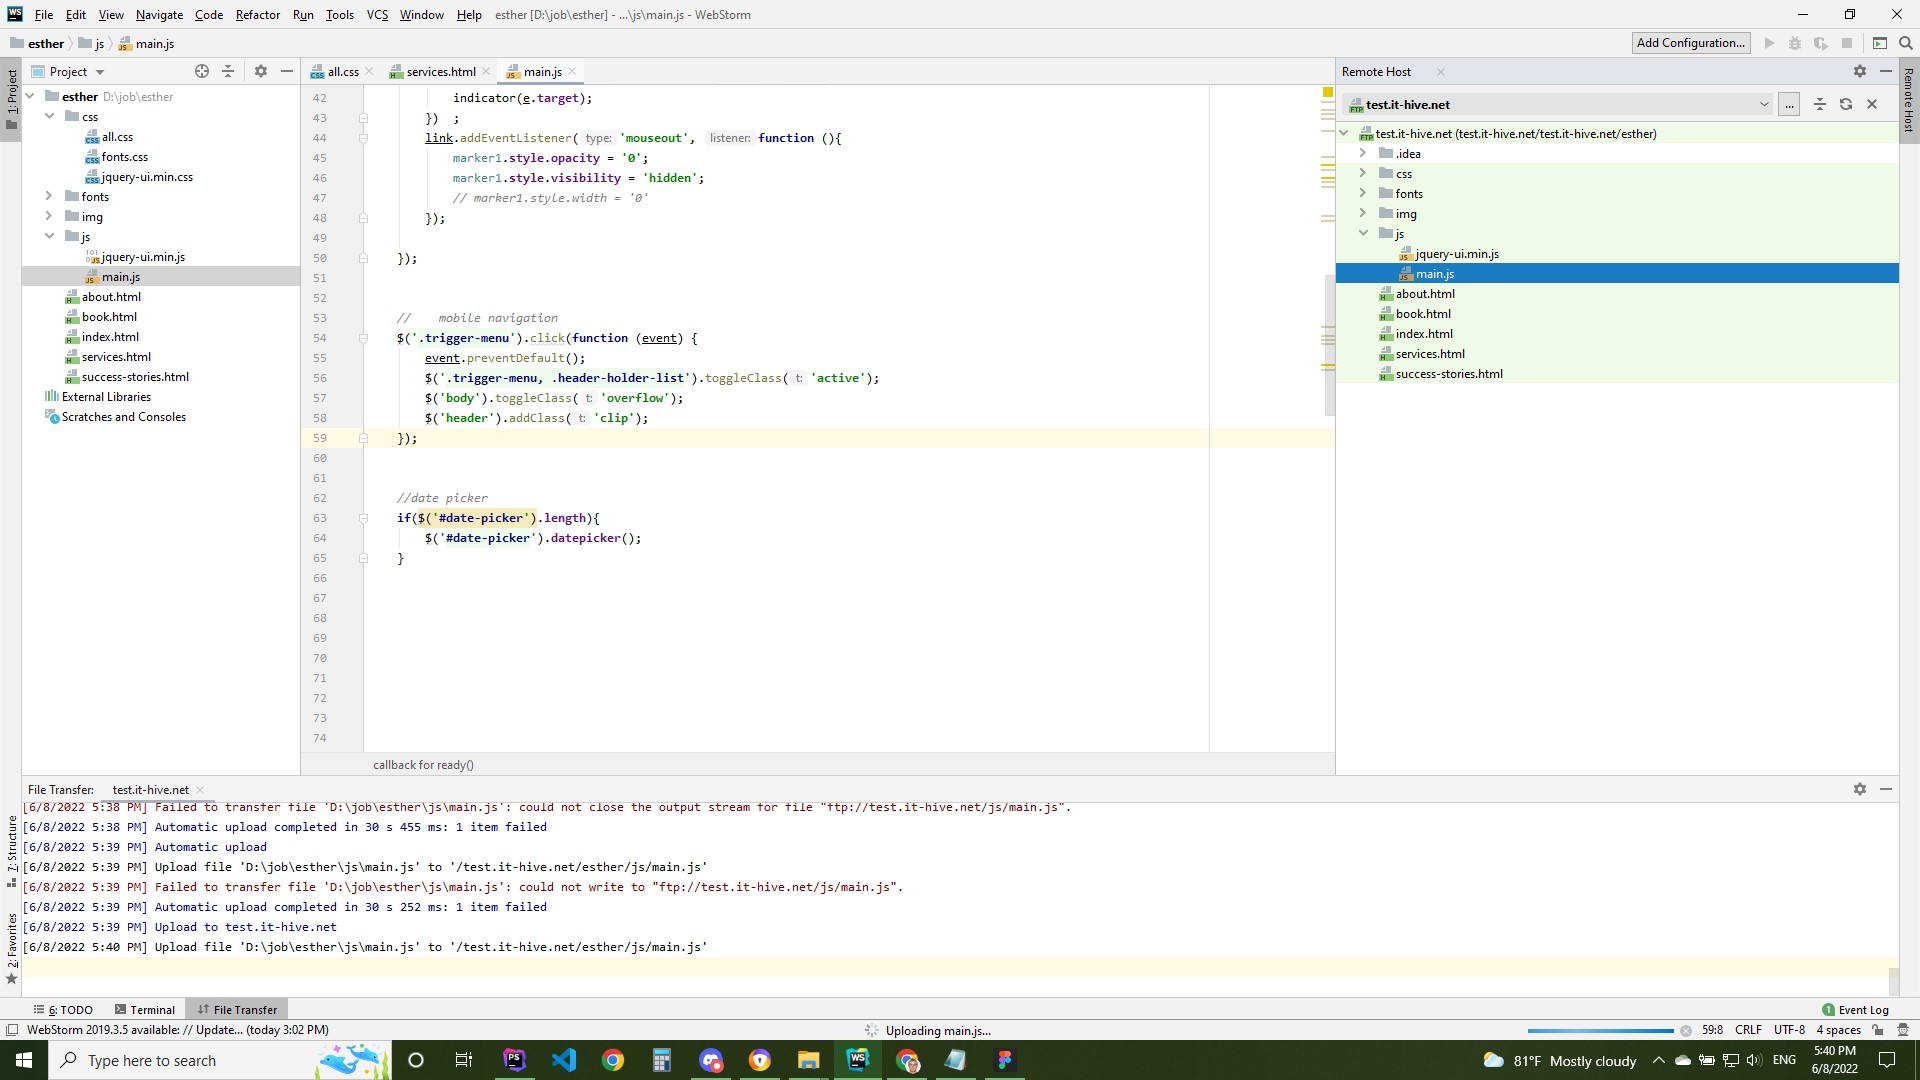 WS File Edit View Navigate Code Refactor Run Tools VCS Window Help esther [D:\job\esther] - ...\js\main.js - WebStorm
esther js main.js Add Configuration...
1: Project
Project
esther D:\job\esther
css
all.css
fonts.css
jquery-ui.min.css
fonts
img
js
jquery-ui.min.js
main.js
about.html
book.html
index.html
services.html
success-stories.html
External Libraries
Scratches and Consoles
all.css services.html main.js
42 indicator(e.target);
43 }) ;
44 link.addEventListener( type: 'mouseout', listener: function (){
45 marker1.style.opacity = '0';
46 marker1.style.visibility = 'hidden';
47 // marker1.style.width = '0'
48 });
49
50 });
51
52
53 // mobile navigation
54 $('.trigger-menu').click(function (event) {
55 event.preventDefault();
56 $('.trigger-menu, .header-holder-list').toggleClass( t: 'active');
57 $('body').toggleClass( t: 'overflow');
58 $('header').addClass( t: 'clip');
59 });
60
61
62 //date picker
63 if($('#date-picker').length){
64 $('#date-picker').datepicker();
65 }
66
67
68
69
70
71
72
73
74
callback for ready()
Remote Host
Remote Host
test.it-hive.net ...
test.it-hive.net (test.it-hive.net/test.it-hive.net/esther)
.idea
css
fonts
img
js
jquery-ui.min.js
main.js
about.html
book.html
index.html
services.html
success-stories.html
File Transfer: test.it-hive.net
[6/8/2022 5:38 PM] Failed to transfer file 'D:\job\esther\js\main.js': could not close the output stream for file "ftp://test.it-hive.net/js/main.js".
[6/8/2022 5:38 PM] Automatic upload completed in 30 s 455 ms: 1 item failed
[6/8/2022 5:39 PM] Automatic upload
[6/8/2022 5:39 PM] Upload file 'D:\job\esther\js\main.js' to '/test.it-hive.net/esther/js/main.js'
[6/8/2022 5:39 PM] Failed to transfer file 'D:\job\esther\js\main.js': could not write to "ftp://test.it-hive.net/js/main.js".
[6/8/2022 5:39 PM] Automatic upload completed in 30 s 252 ms: 1 item failed
[6/8/2022 5:39 PM] Upload to test.it-hive.net
[6/8/2022 5:40 PM] Upload file 'D:\job\esther\js\main.js' to '/test.it-hive.net/esther/js/main.js'
7: Structure
2: Favorites
6: TODO Terminal File Transfer 1 Event Log
WebStorm 2019.3.5 available: // Update... (today 3:02 PM) Uploading main.js... 59:8 CRLF UTF-8 4 spaces
Type here to search PS WS 81°F Mostly cloudy ENG 5:40 PM
6/8/2022